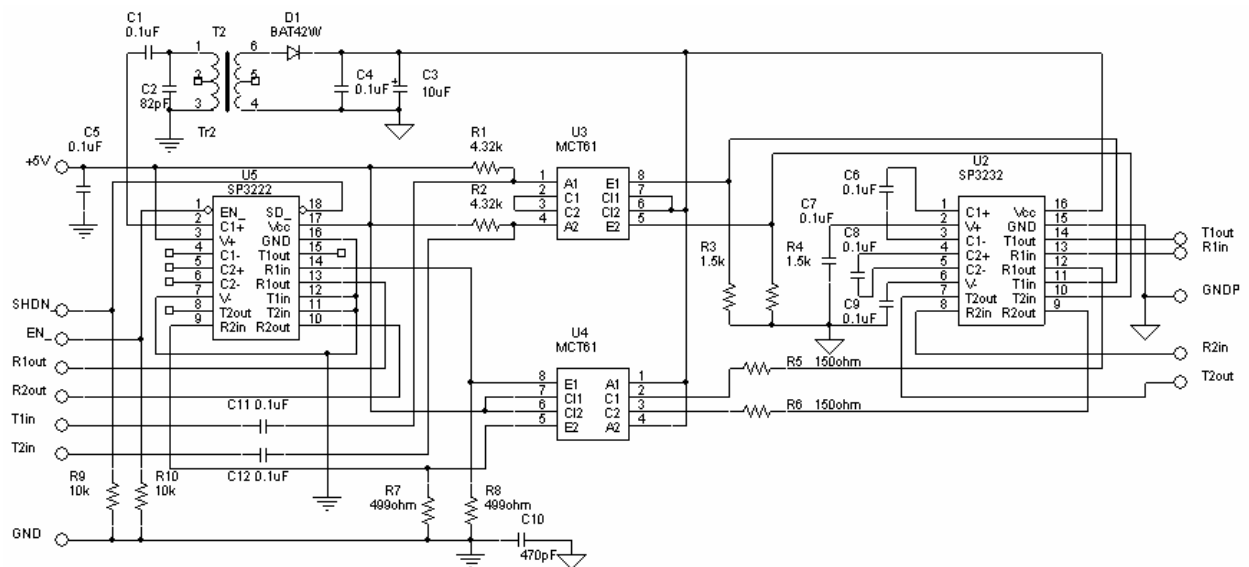 C1
0.1uF
T2
D1
BAT42W
1
2
3
6
5
4
C2
82pF
Tr2
C4
0.1uF
C3
10uF
+
C5
0.1uF
+5V
R1
4.32k
R2
4.32k
U3
MCT61
1 A1 E1 8
2 C1 Cl1 7
3 C2 Cl2 6
4 A2 E2 5
U5
SP3222
1 EN_ SD_ 18
2 C1+ Vcc 17
3 V+ GND 16
4 C1- T1out 15
5 C2+ R1in 14
6 C2- R1out 13
7 V- T1in 12
8 T2out T2in 11
9 R2in R2out 10
U2
SP3232
1 C1+ Vcc 16
2 V+ GND 15
3 C1- T1out 14
4 C2+ R1in 13
5 C2- R1out 12
6 V- T1in 11
7 T2out T2in 10
8 R2in R2out 9
C6
0.1uF
C7
0.1uF
C8
0.1uF
C9
0.1uF
R3
1.5k
R4
1.5k
T1out
R1in
GNDP
R2in
T2out
SHDN_
EN_
R1out
R2out
T1in
T2in
GND
U4
MCT61
8 E1 A1 1
7 Cl1 C1 2
6 Cl2 C2 3
5 E2 A2 4
R5 150ohm
R6 150ohm
C11 0.1uF
C12 0.1uF
R9
10k
R10
10k
R7
499ohm
R8
499ohm
C10
470pF